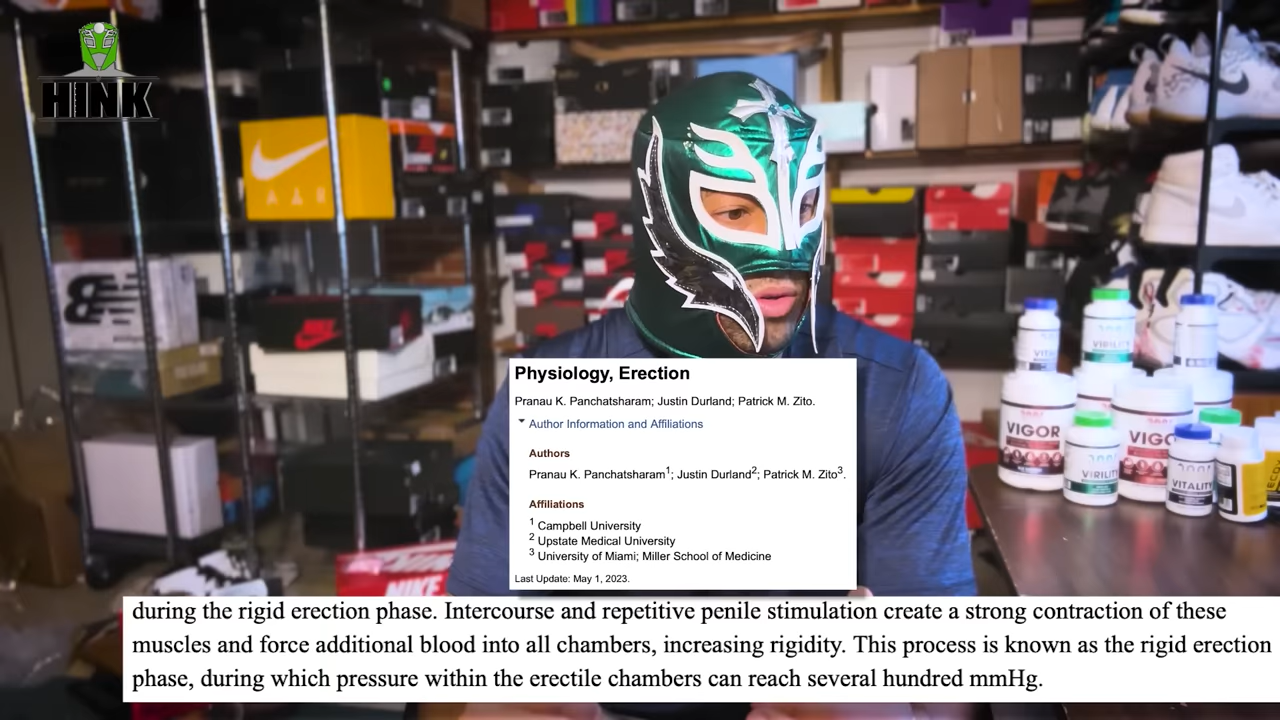 HINK
Physiology, Erection
Pranau K. Panchatsharam; Justin Durland; Patrick M. Zito.
Author Information and Affiliations
Authors
Pranau K. Panchatsharam1; Justin Durland2; Patrick M. Zito3.
Affiliations
1 Campbell University
2 Upstate Medical University
3 University of Miami; Miller School of Medicine
Last Update: May 1, 2023.
during the rigid erection phase. Intercourse and repetitive penile stimulation create a strong contraction of these
muscles and force additional blood into all chambers, increasing rigidity. This process is known as the rigid erection
phase, during which pressure within the erectile chambers can reach several hundred mmHg.
AIR
NIKE
VIRILITY
VIGOR
VIRILITY
VITALITY